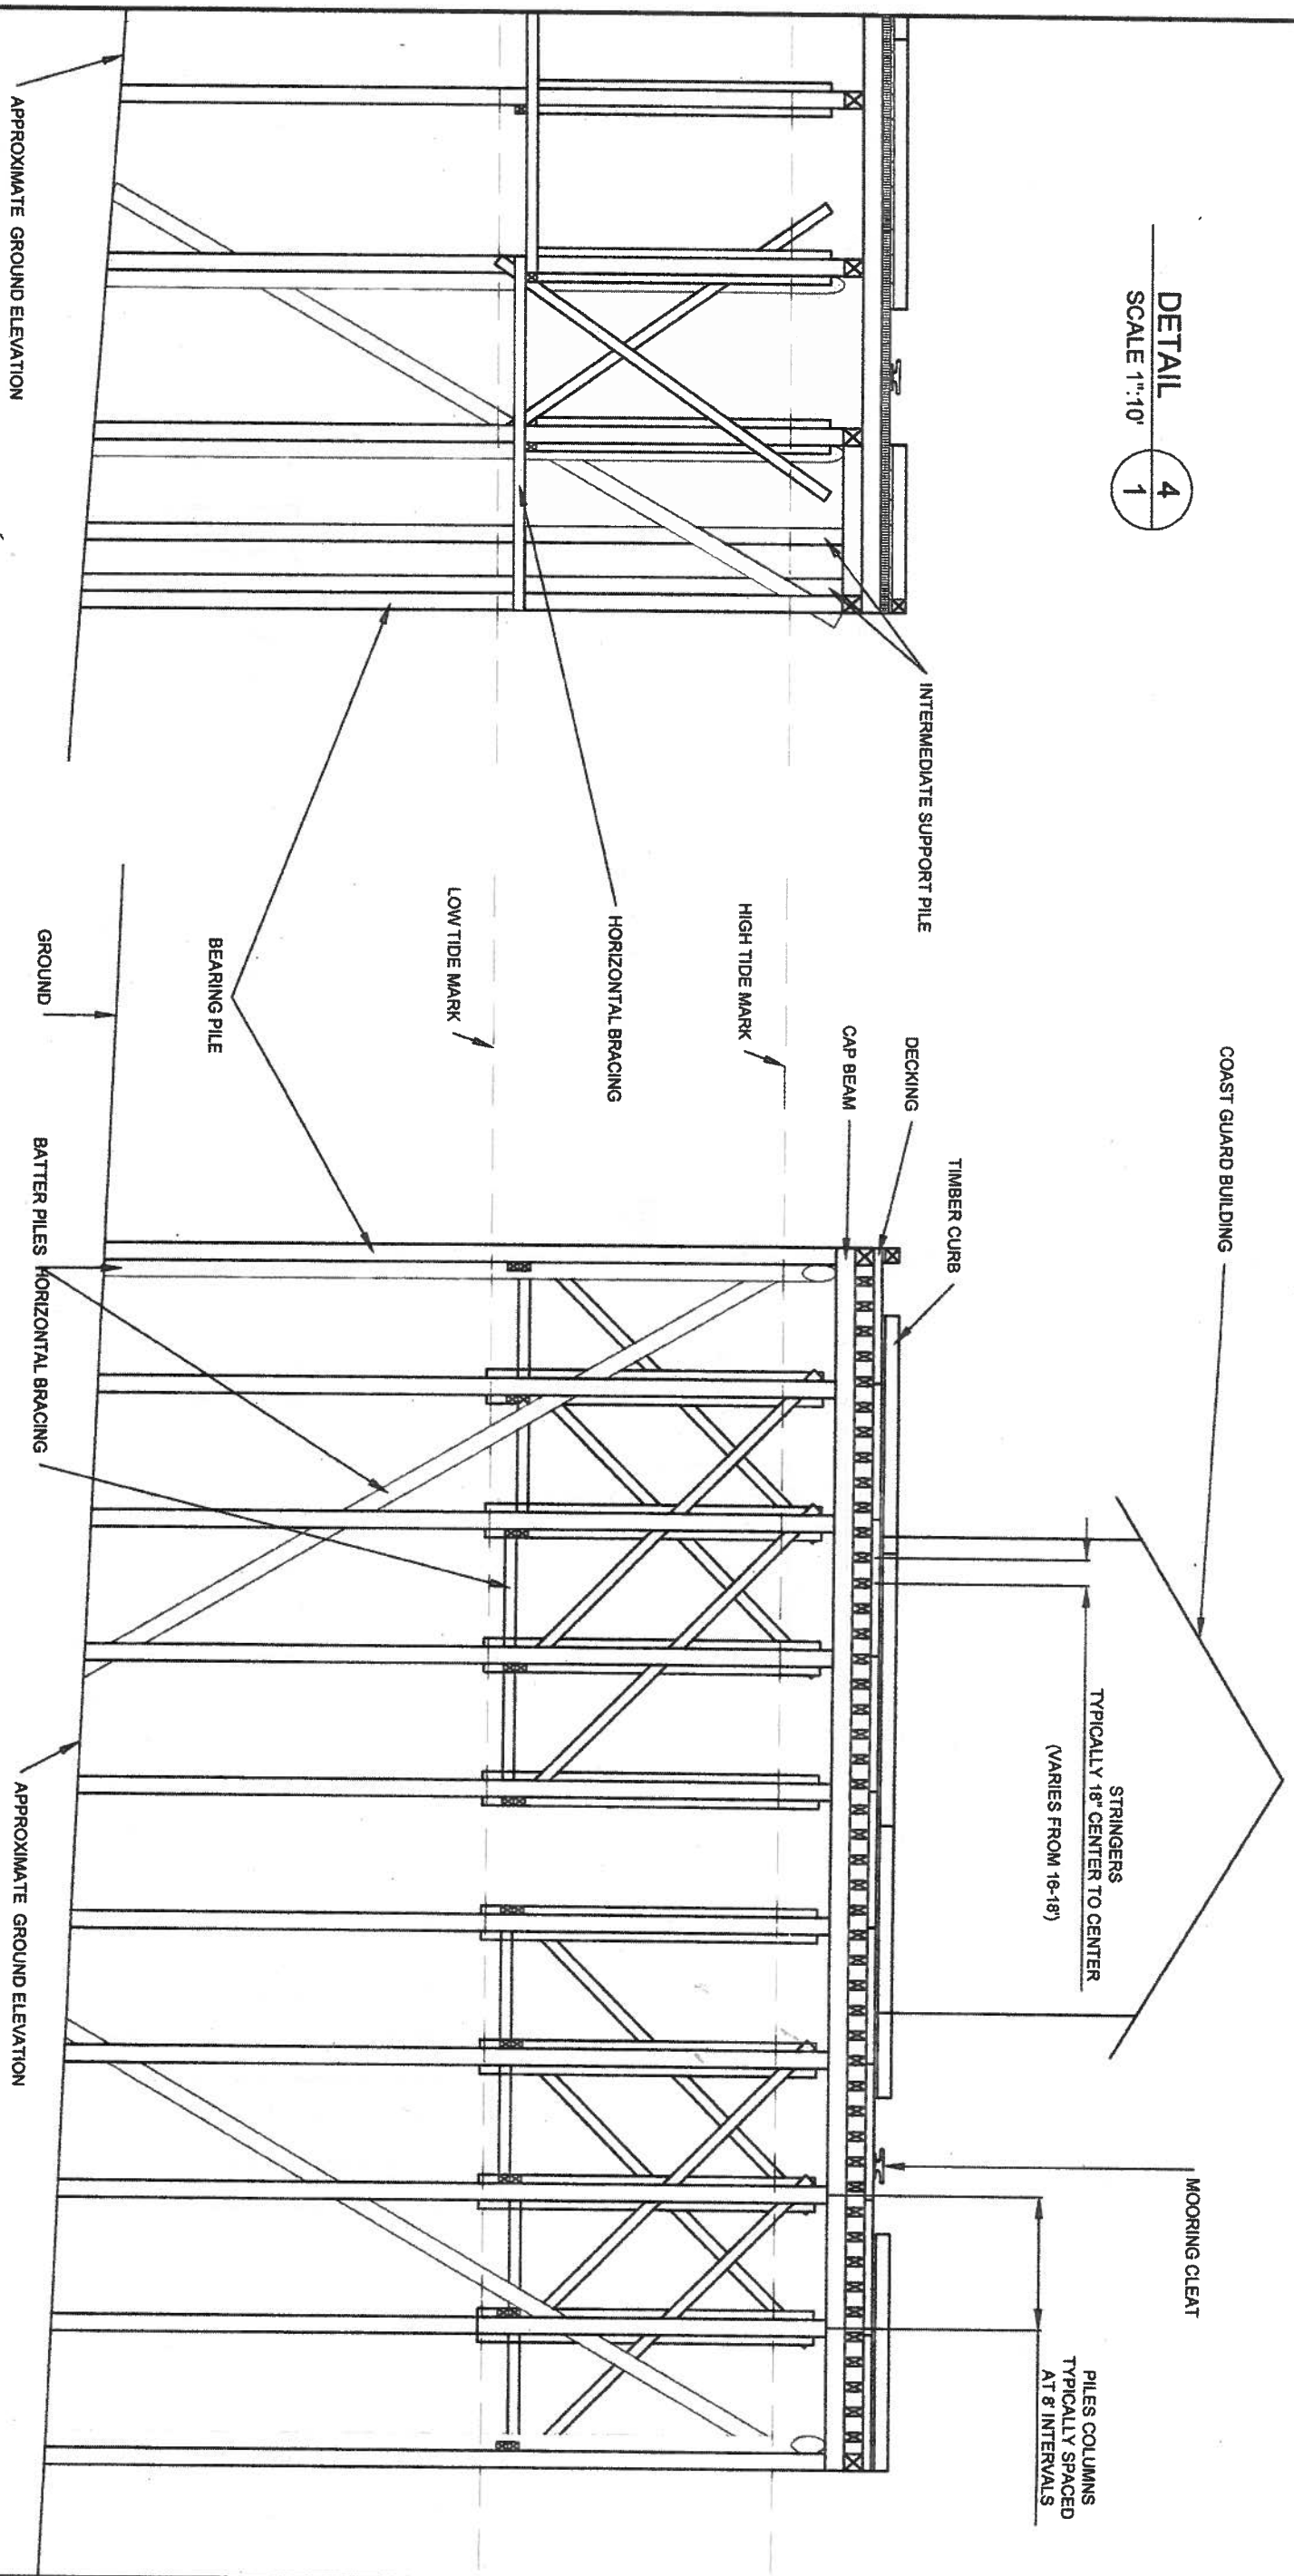 DETAIL
SCALE 1":10'
4
1
COAST GUARD BUILDING
MOORING CLEAT
STRINGERS
TYPICALLY 18" CENTER TO CENTER
(VARIES FROM 16-18")
PILES COLUMNS
TYPICALLY SPACED
AT 8' INTERVALS
TIMBER CURB
DECKING
CAP BEAM
INTERMEDIATE SUPPORT PILE
HIGH TIDE MARK
HORIZONTAL BRACING
LOW TIDE MARK
BEARING PILE
APPROXIMATE GROUND ELEVATION
GROUND
BATTER PILES
HORIZONTAL BRACING
APPROXIMATE GROUND ELEVATION